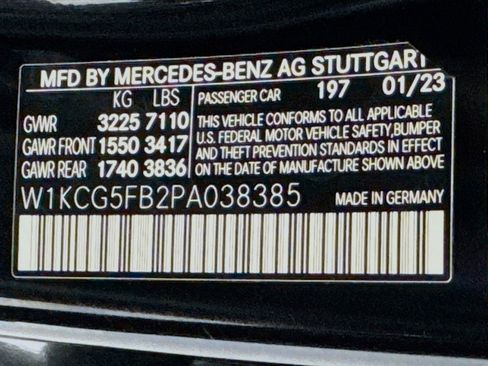 MFD BY MERCEDES-BENZ AG STUTTGART
KG LBS PASSENGER CAR 197 01/23
GVWR 3225 7110 THIS VEHICLE CONFORMS TO ALL APPLICABLE
GAWR FRONT 1550 3417 U.S. FEDERAL MOTOR VEHICLE SAFETY, BUMPER
AND THEFT PREVENTION STANDARDS IN EFFECT
GAWR REAR 1740 3836 ON THE DATE OF MANUFACTURE SHOWN ABOVE
W1KCG5FB2PA038385 MADE IN GERMANY